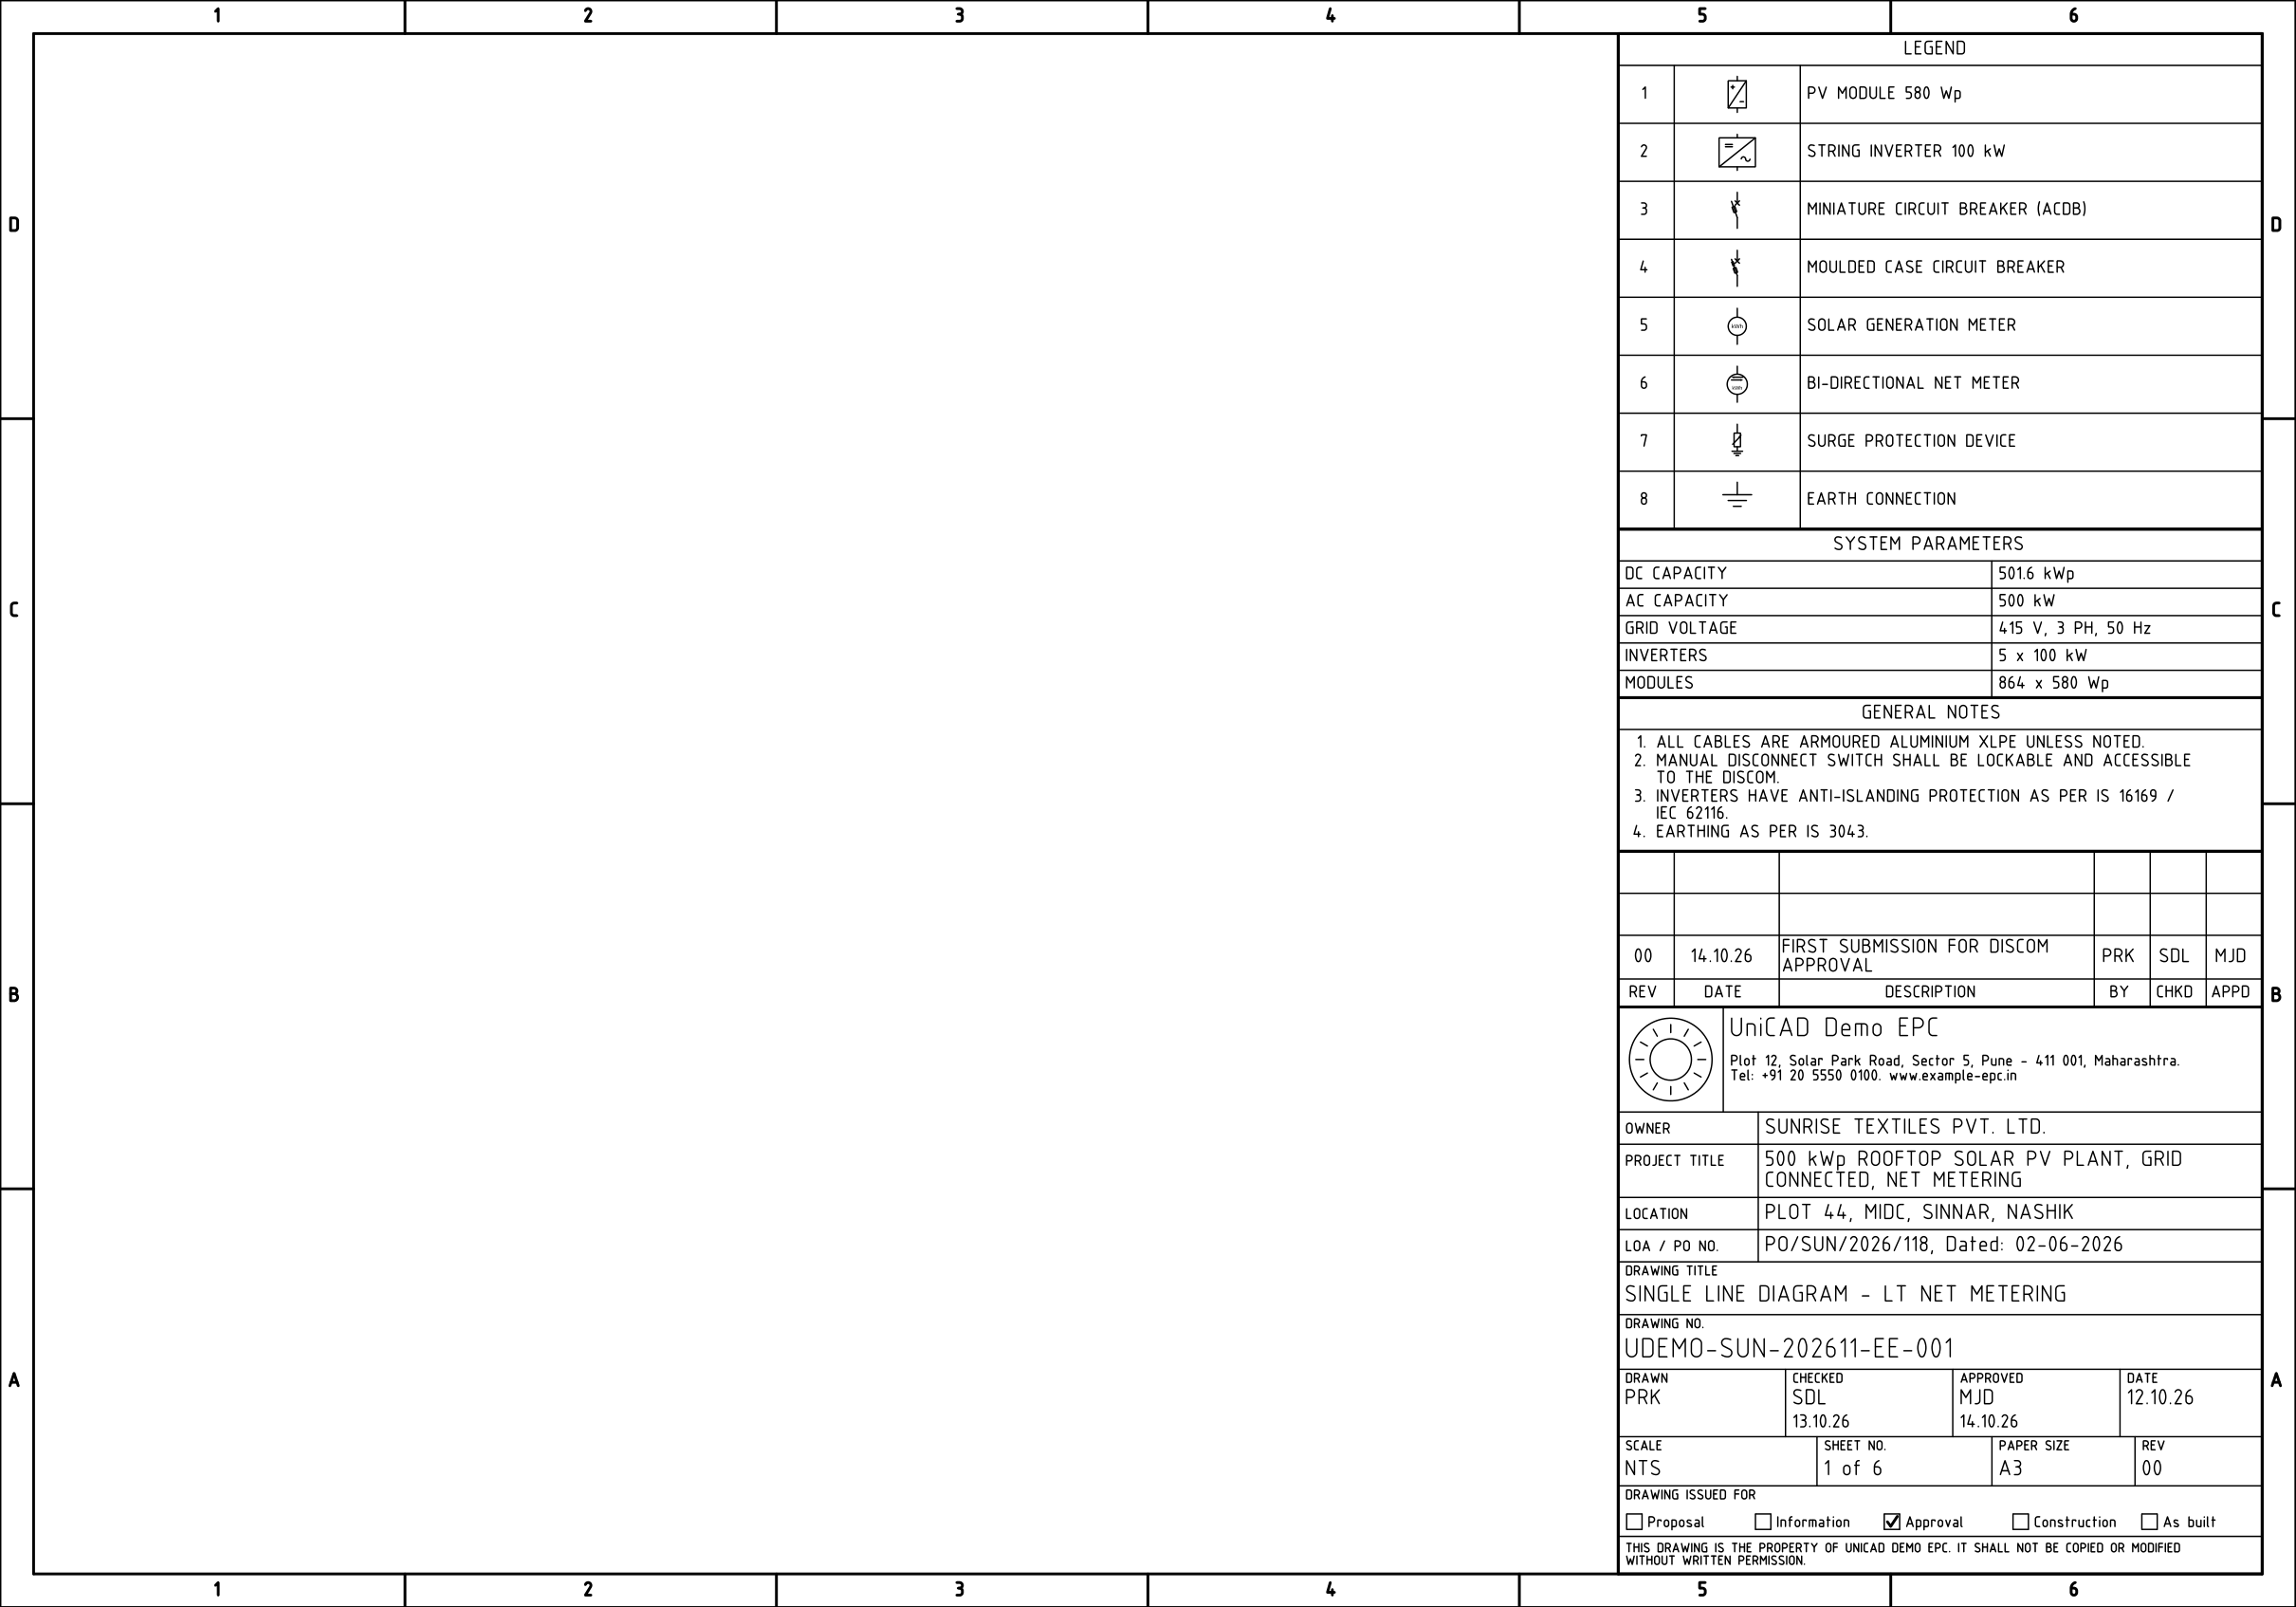 1 2 3 4 5 6
LEGEND
1 PV MODULE 580 Wp
2 STRING INVERTER 100 kW
3 MINIATURE CIRCUIT BREAKER (ACDB)
4 MOULDED CASE CIRCUIT BREAKER
5 kWh SOLAR GENERATION METER
6 kWh BI-DIRECTIONAL NET METER
7 SURGE PROTECTION DEVICE
8 EARTH CONNECTION
D D
SYSTEM PARAMETERS
DC CAPACITY 501.6 kWp
AC CAPACITY 500 kW
C C
GRID VOLTAGE 415 V, 3 PH, 50 Hz
INVERTERS 5 x 100 kW
MODULES 864 x 580 Wp
GENERAL NOTES
1. ALL CABLES ARE ARMOURED ALUMINIUM XLPE UNLESS NOTED.
2. MANUAL DISCONNECT SWITCH SHALL BE LOCKABLE AND ACCESSIBLE
TO THE DISCOM.
3. INVERTERS HAVE ANTI-ISLANDING PROTECTION AS PER IS 16169 /
IEC 62116.
4. EARTHING AS PER IS 3043.
00 14.10.26 FIRST SUBMISSION FOR DISCOM
APPROVAL PRK SDL MJD
REV DATE DESCRIPTION BY CHKD APPD
B B
UniCAD Demo EPC
Plot 12, Solar Park Road, Sector 5, Pune - 411 001, Maharashtra.
Tel: +91 20 5550 0100. www.example-epc.in
OWNER SUNRISE TEXTILES PVT. LTD.
PROJECT TITLE 500 kWp ROOFTOP SOLAR PV PLANT, GRID
CONNECTED, NET METERING
LOCATION PLOT 44, MIDC, SINNAR, NASHIK
LOA / PO NO. PO/SUN/2026/118, Dated: 02-06-2026
DRAWING TITLE
SINGLE LINE DIAGRAM - LT NET METERING
DRAWING NO.
UDEMO-SUN-202611-EE-001
A A
DRAWN CHECKED APPROVED DATE
PRK SDL MJD 12.10.26
13.10.26 14.10.26
SCALE SHEET NO. PAPER SIZE REV
NTS 1 of 6 A3 00
DRAWING ISSUED FOR
Proposal Information Approval Construction As built
THIS DRAWING IS THE PROPERTY OF UNICAD DEMO EPC. IT SHALL NOT BE COPIED OR MODIFIED
WITHOUT WRITTEN PERMISSION.
1 2 3 4 5 6